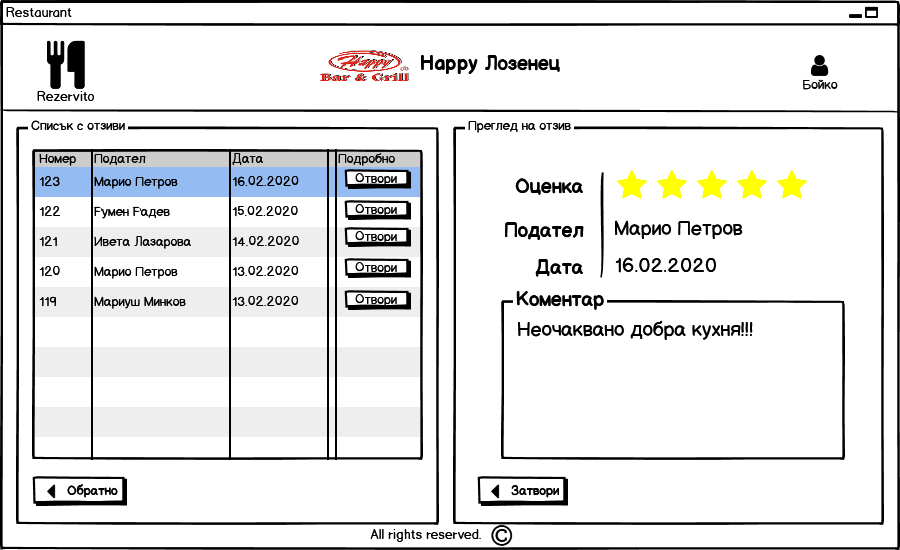 Restaurant
Rezervito
Happy
Bar & Grill
Happy Лозенец
Бойко
Списък с отзиви
Номер Подател Дата Подробно
123 Марио Петров 16.02.2020 Отвори
122 Румен Радев 15.02.2020 Отвори
121 Ивета Лазарова 14.02.2020 Отвори
120 Марио Петров 13.02.2020 Отвори
119 Мариуш Минков 13.02.2020 Отвори
Обратно
Преглед на отзив
Оценка
Подател Марио Петров
Дата 16.02.2020
Коментар
Неочаквано добра кухня!!!
Затвори
All rights reserved. ©